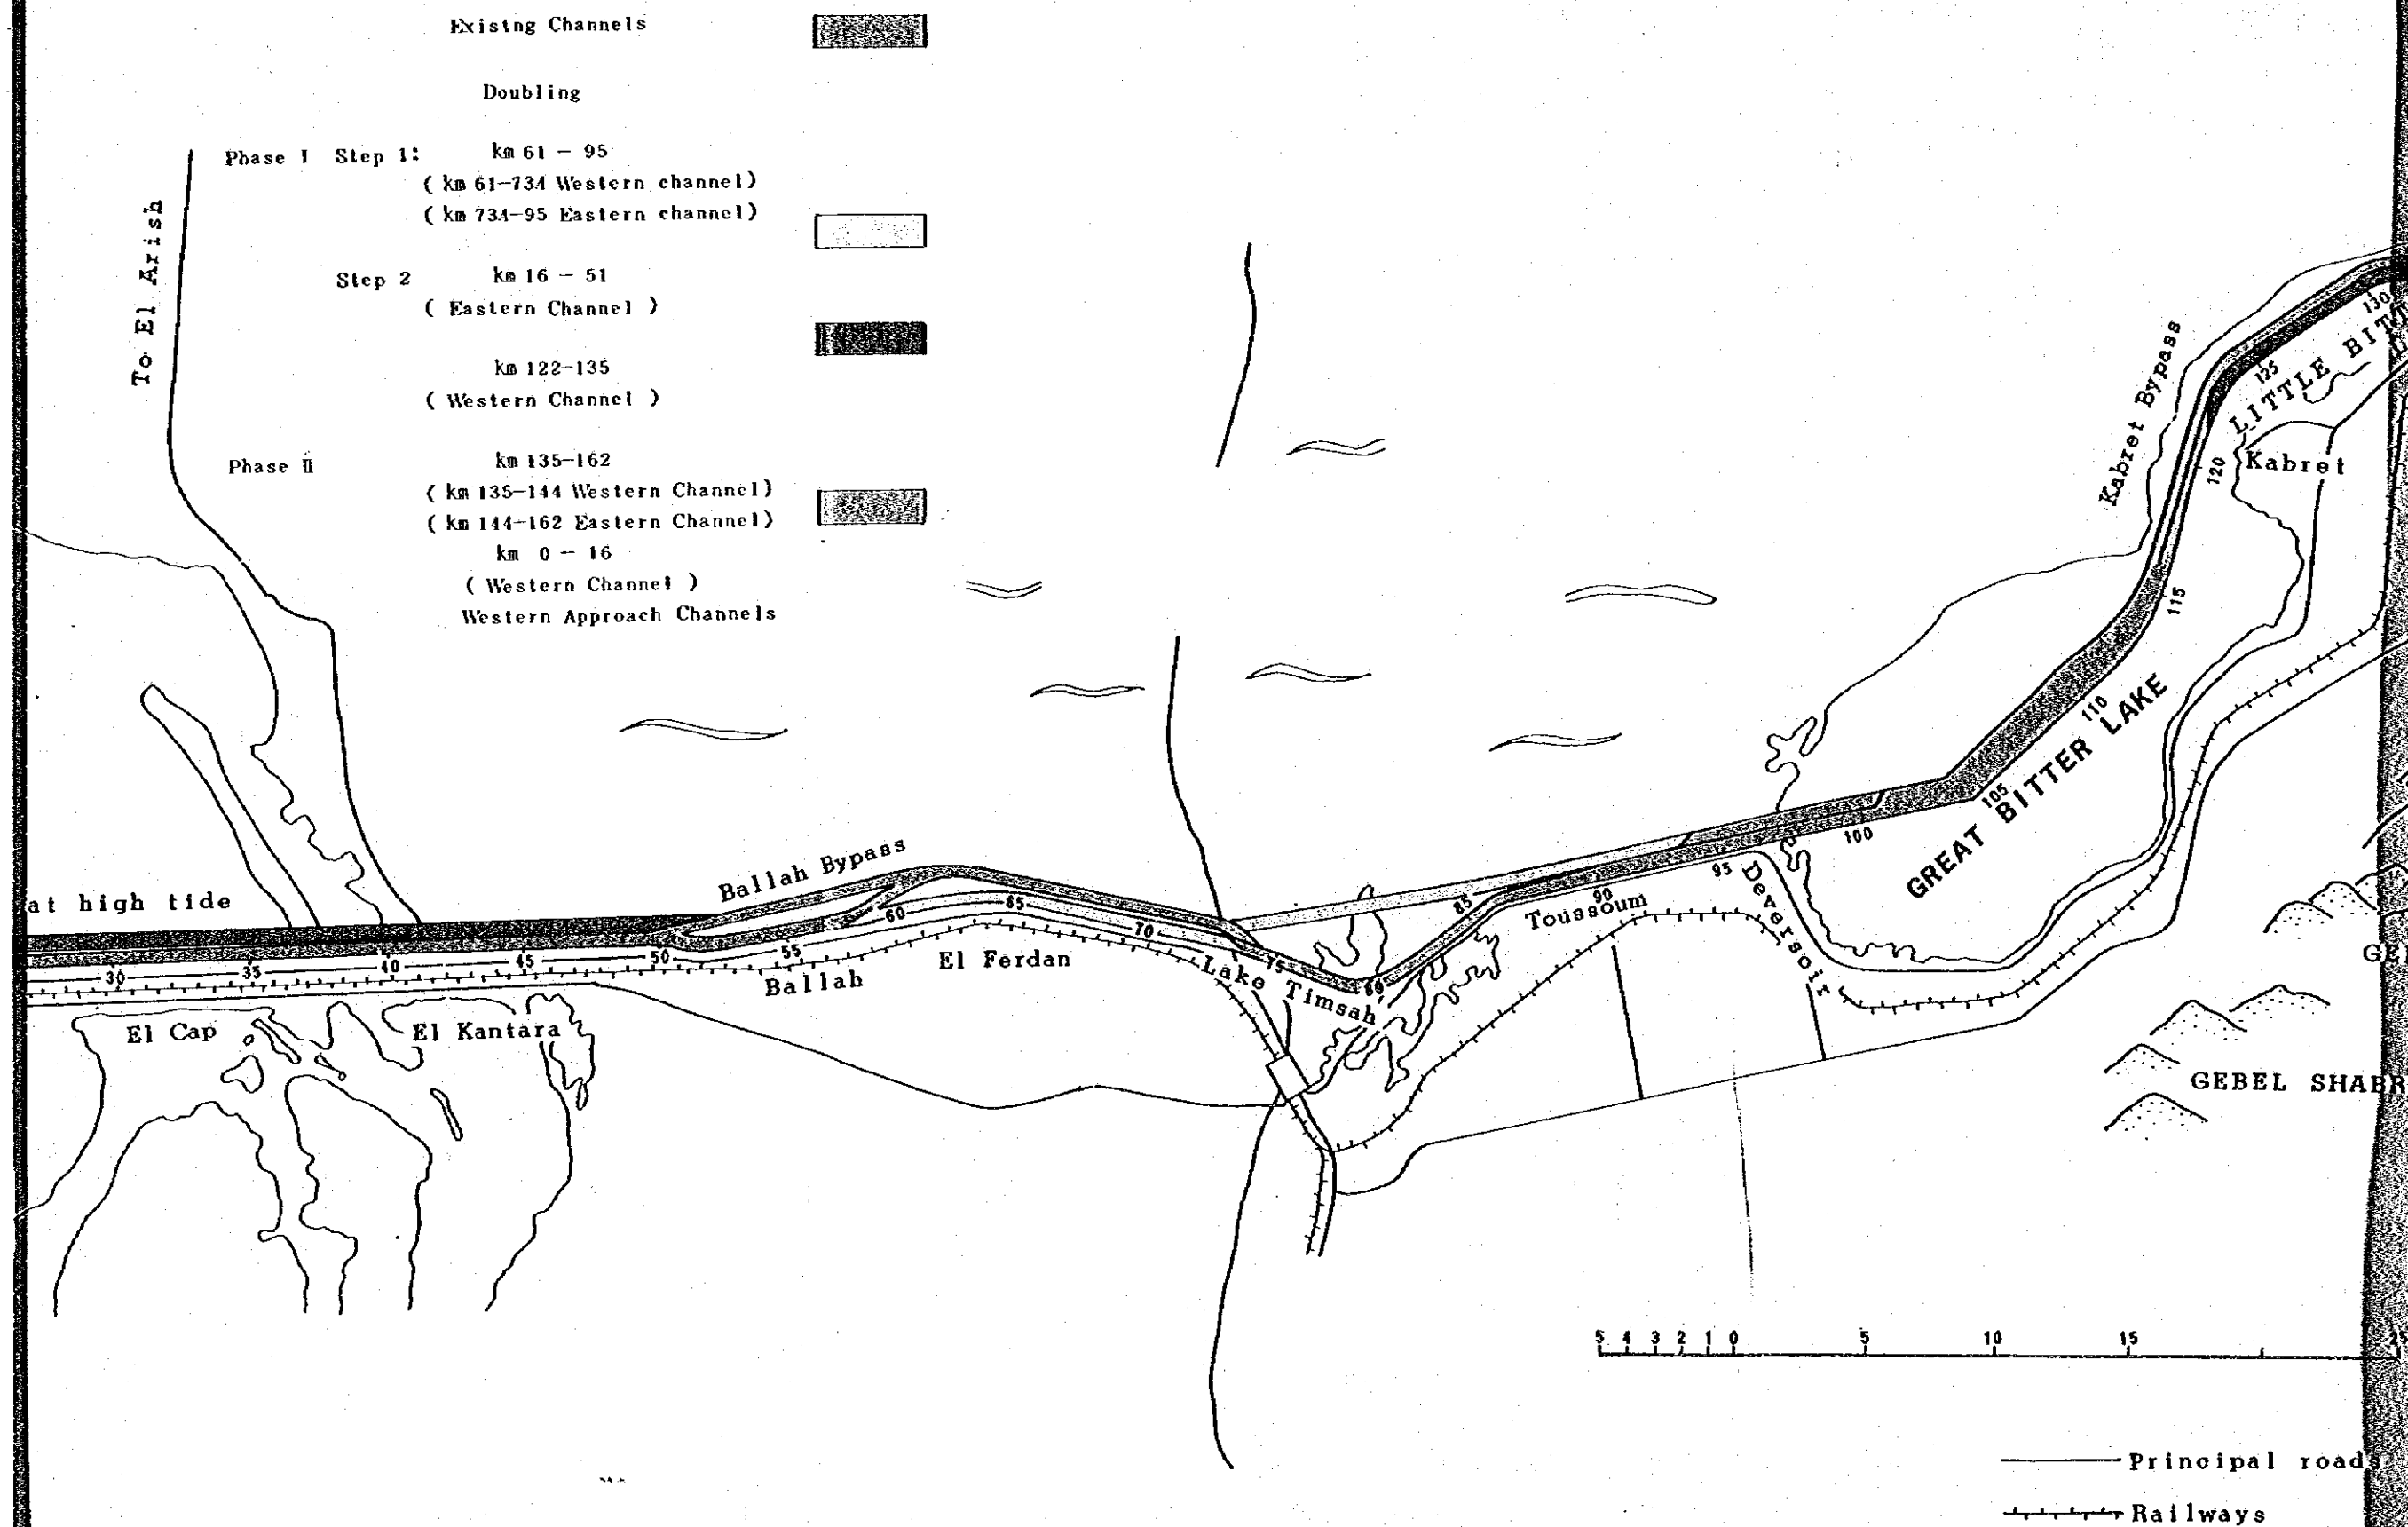 Existng Channels
Doubling
Phase I Step 1: km 61 - 95
( km 61-734 Western channel)
( km 734-95 Eastern channel)
Step 2 km 16 - 51
( Eastern Channel )
km 122-135
( Western Channel )
Phase II km 135-162
( km 135-144 Western Channel)
( km 144-162 Eastern Channel)
km 0 - 16
( Western Channel )
Western Approach Channels
To El Arish
Kabret Bypass
130
125
LITTLE BITT
120
Kabret
115
110
105
GREAT BITTER LAKE
100
95
90
85
Toussoum
Deversoir
Ballah Bypass
at high tide
30
35
40
45
50
55
60
65
70
75
El Cap
El Kantara
Ballah
El Ferdan
Lake Timsah
GE
GEBEL SHABR
5 4 3 2 1 0 5 10 15 25
Principal roads
Railways